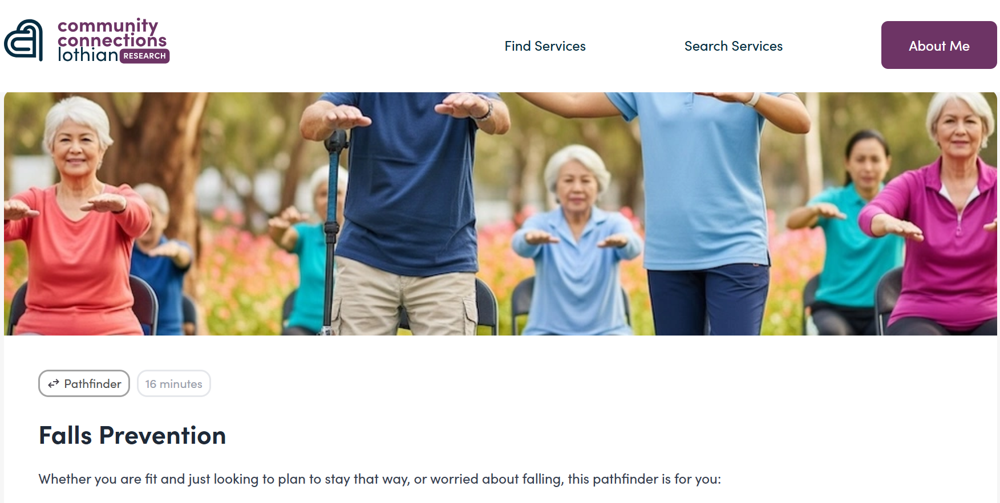 community
connections
lothian RESEARCH
Find Services
Search Services
About Me
Pathfinder
16 minutes
Falls Prevention
Whether you are fit and just looking to plan to stay that way, or worried about falling, this pathfinder is for you: